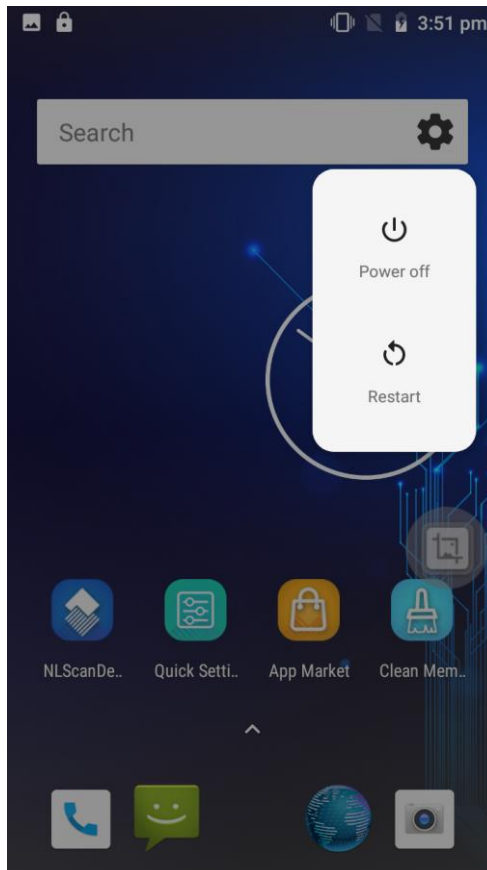 3:51 pm
Search
Power off
Restart
NLScanDe.. Quick Setti.. App Market Clean Mem..